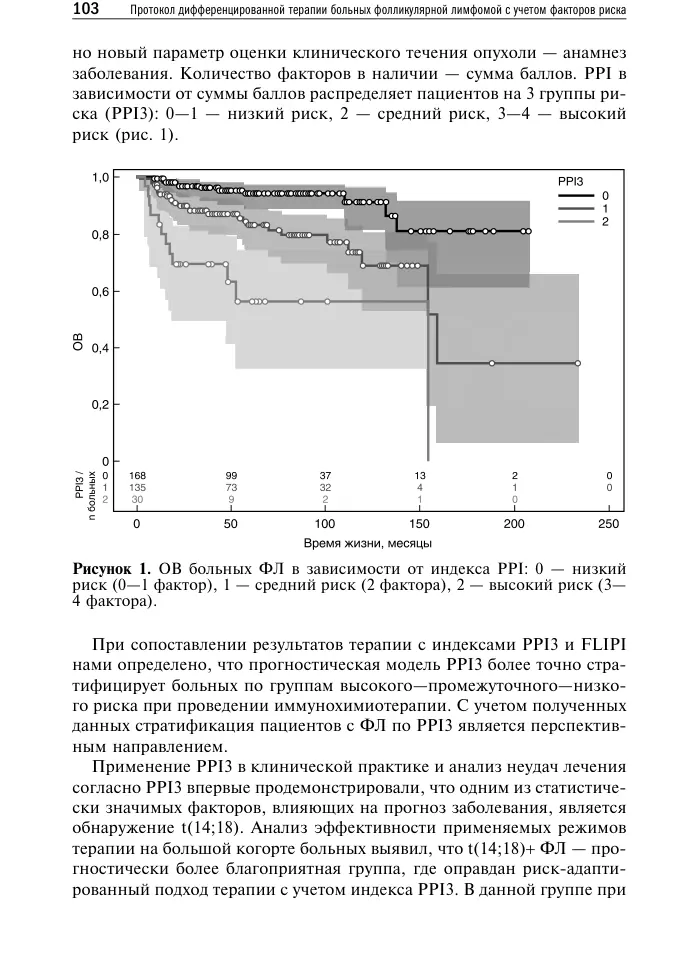 103 Протокол дифференцированной терапии больных фолликулярной лимфомой с учетом факторов риска
но новый параметр оценки клинического течения опухоли — анамнез
заболевания. Количество факторов в наличии — сумма баллов. PPI в
зависимости от суммы баллов распределяет пациентов на 3 группы ри-
ска (PPI3): 0—1 — низкий риск, 2 — средний риск, 3—4 — высокий
риск (рис. 1).
PPI3
0
1
2
1,0
0,8
0,6
0,4
0,2
0
ОВ
PPI3 /
n больных
0 168 99 37 13 2 0
1 135 73 32 4 1 0
2 30 9 2 1 0
0 50 100 150 200 250
Время жизни, месяцы
Рисунок 1. ОВ больных ФЛ в зависимости от индекса PPI: 0 — низкий
риск (0—1 фактор), 1 — средний риск (2 фактора), 2 — высокий риск (3—
4 фактора).
При сопоставлении результатов терапии с индексами PPI3 и FLIPI
нами определено, что прогностическая модель PPI3 более точно стра-
тифицирует больных по группам высокого—промежуточного—низко-
го риска при проведении иммунохимиотерапии. С учетом полученных
данных стратификация пациентов с ФЛ по PPI3 является перспектив-
ным направлением.
Применение PPI3 в клинической практике и анализ неудач лечения
согласно PPI3 впервые продемонстрировали, что одним из статистиче-
ски значимых факторов, влияющих на прогноз заболевания, является
обнаружение t(14;18). Анализ эффективности применяемых режимов
терапии на большой когорте больных выявил, что t(14;18)+ ФЛ — про-
гностически более благоприятная группа, где оправдан риск-адапти-
рованный подход терапии с учетом индекса PPI3. В данной группе при